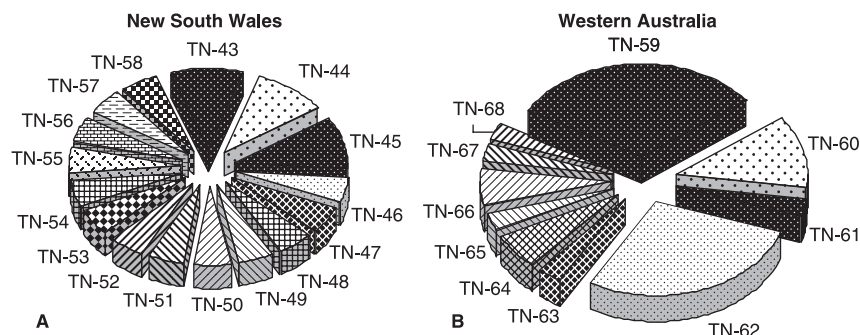 New South Wales
TN-43
TN-44
TN-45
TN-46
TN-47
TN-48
TN-49
TN-50
TN-51
TN-52
TN-53
TN-54
TN-55
TN-56
TN-57
TN-58
A
Western Australia
TN-59
TN-60
TN-61
TN-62
TN-63
TN-64
TN-65
TN-66
TN-67
TN-68
B